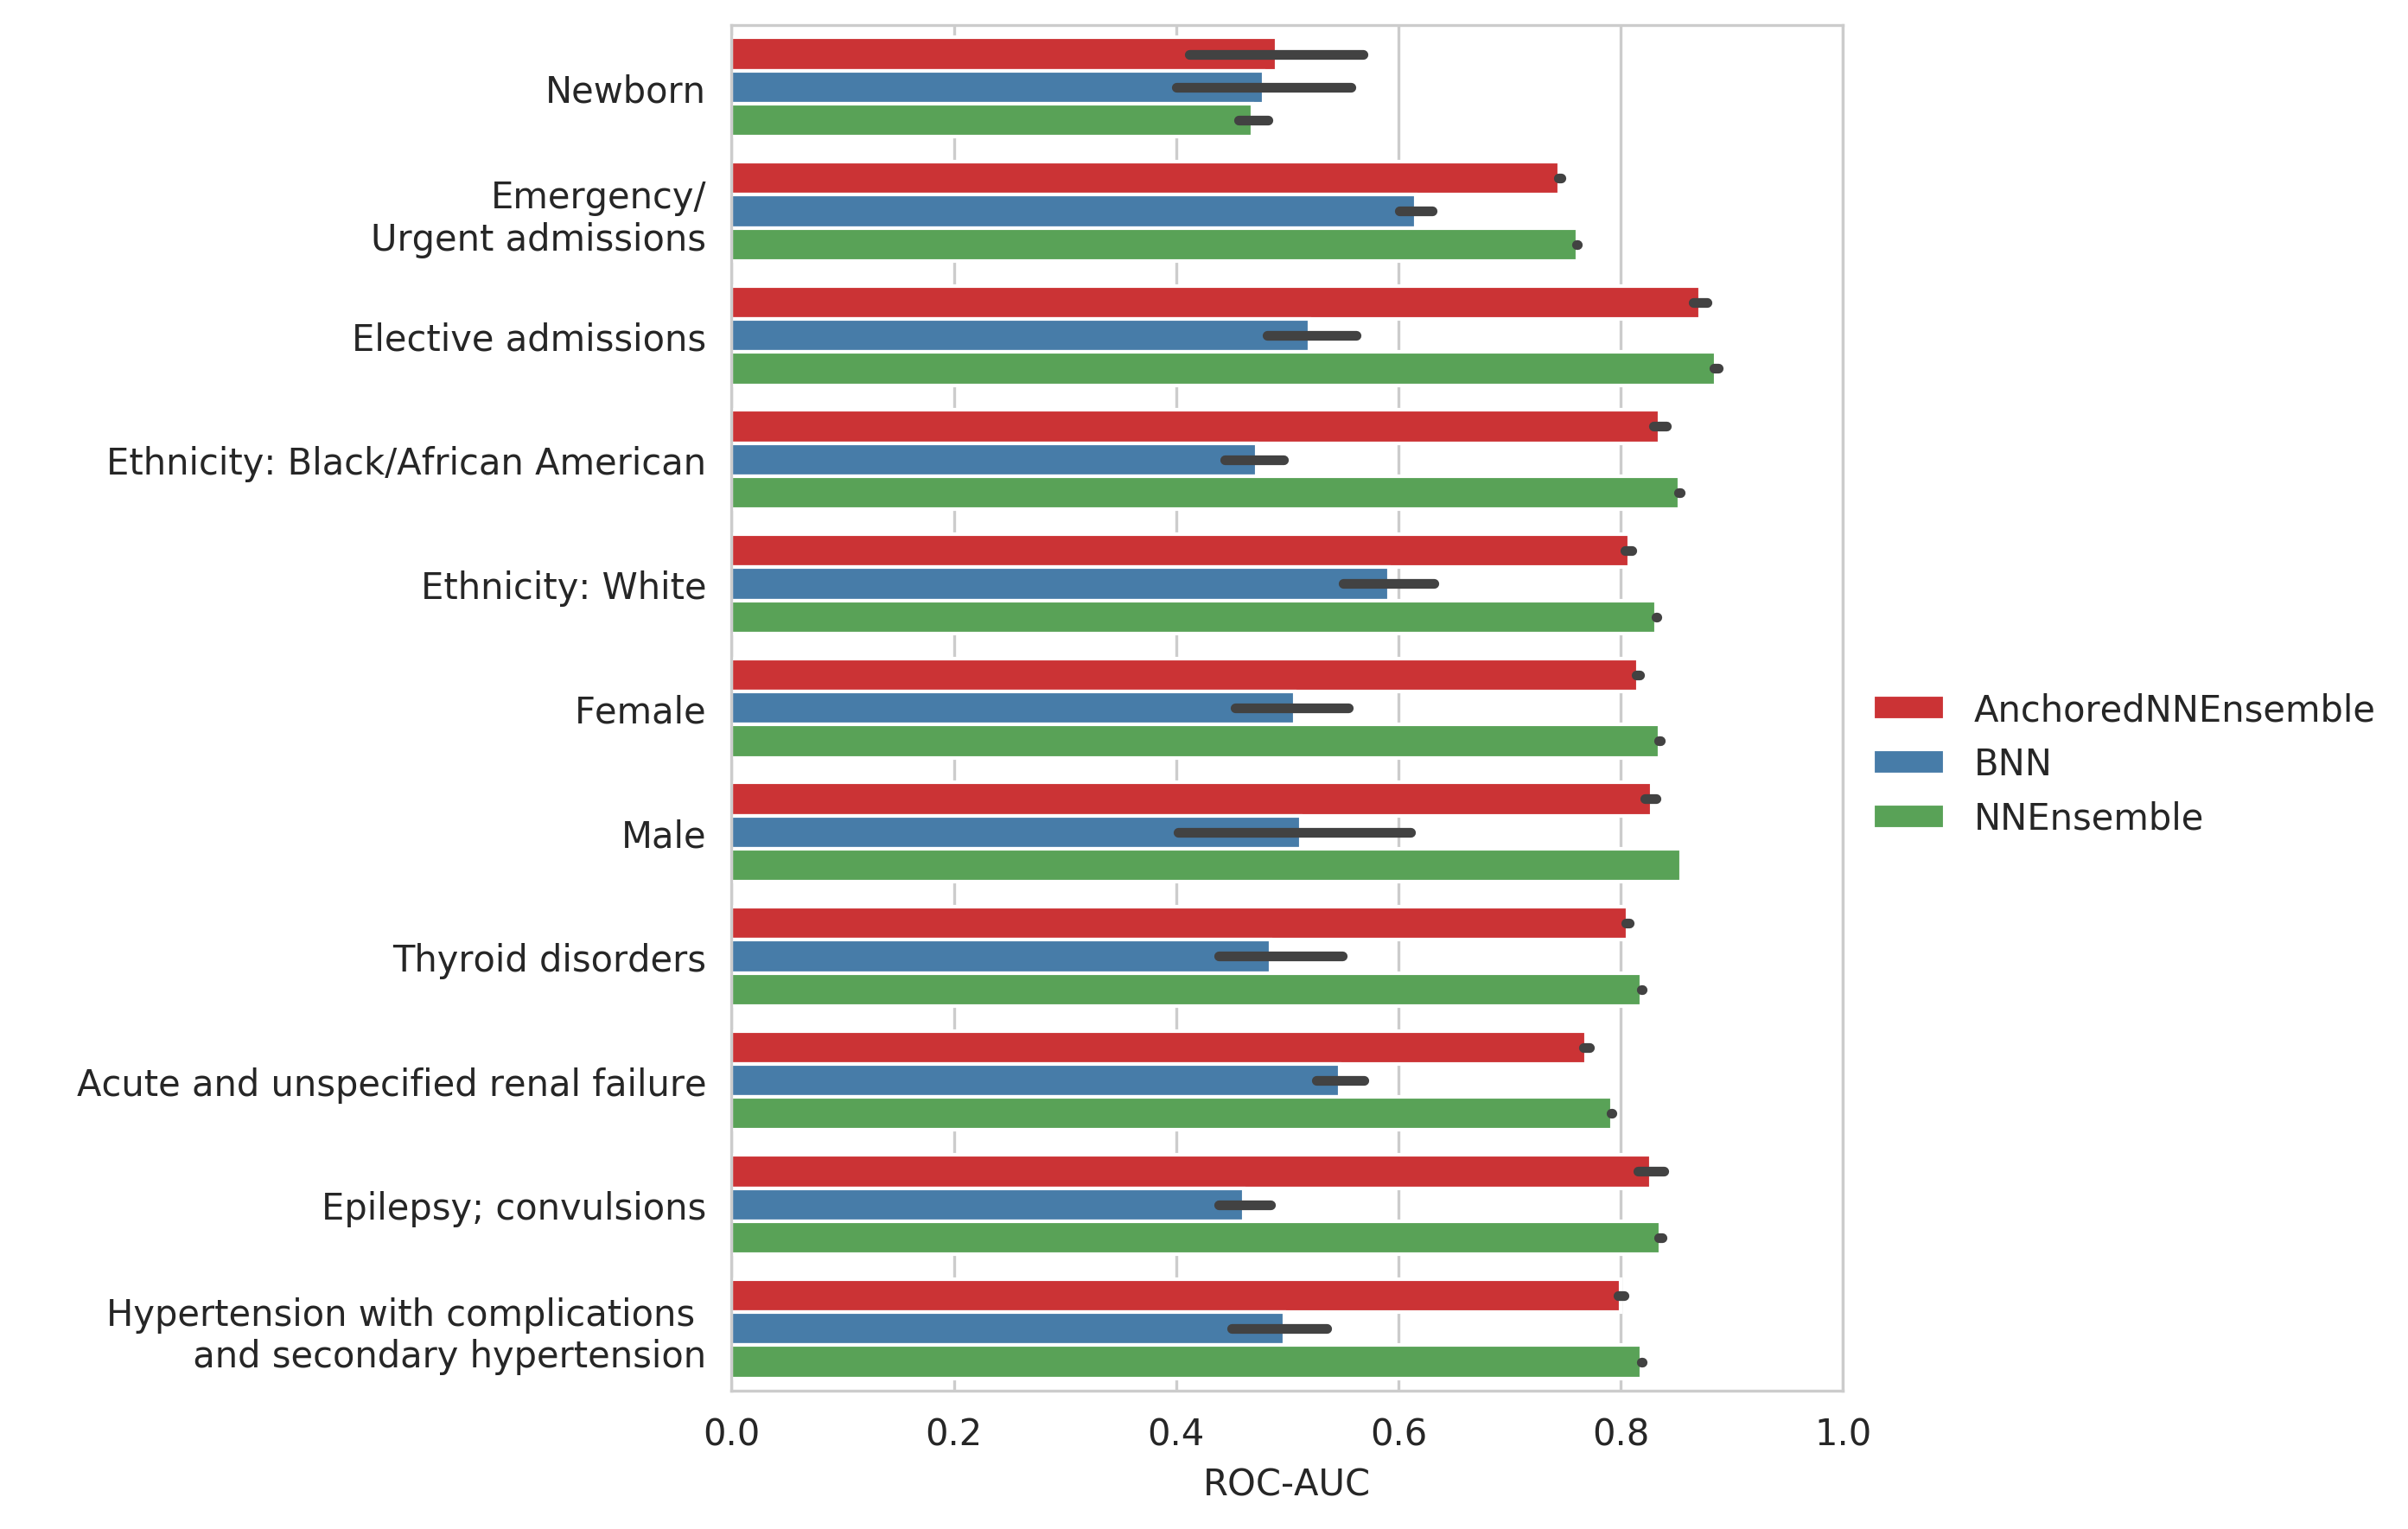 Newborn
Emergency/
Urgent admissions
Elective admissions
Ethnicity: Black/African American
Ethnicity: White
Female
Male
Thyroid disorders
Acute and unspecified renal failure
Epilepsy; convulsions
Hypertension with complications
and secondary hypertension
0.0 0.2 0.4 0.6 0.8 1.0
ROC-AUC
AnchoredNNEnsemble
BNN
NNEnsemble